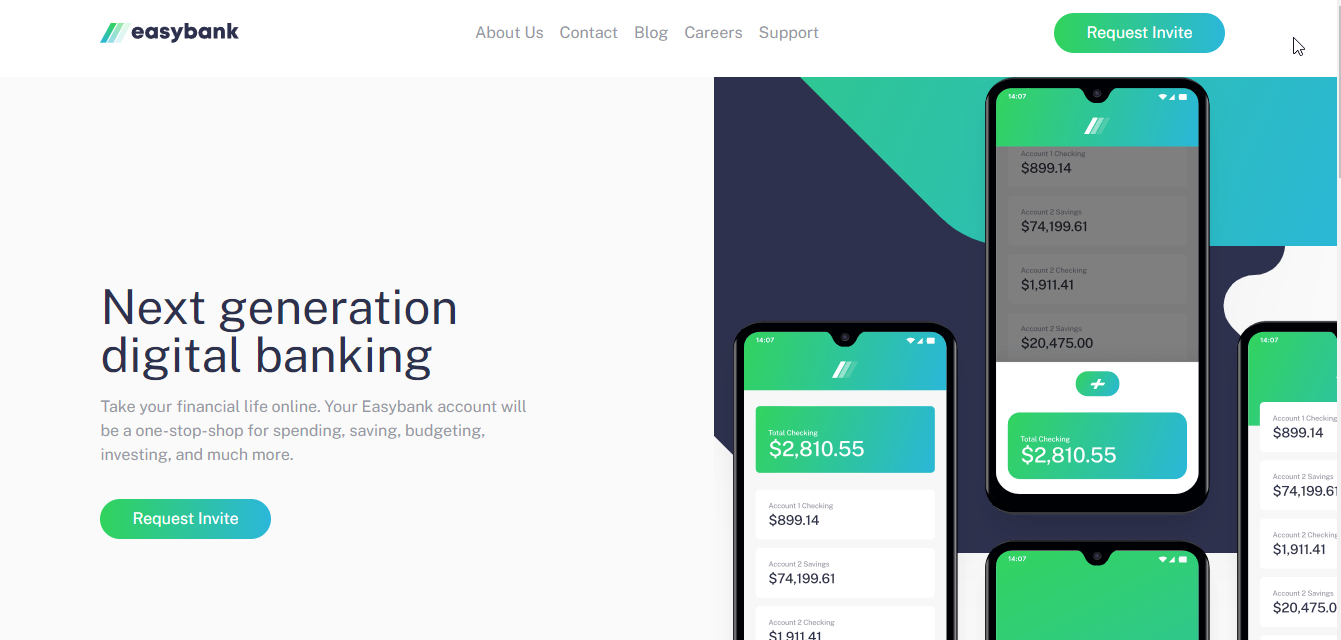 easybank
About Us Contact Blog Careers Support
Request Invite
Next generation
digital banking
Take your financial life online. Your Easybank account will
be a one-stop-shop for spending, saving, budgeting,
investing, and much more.
Request Invite
14:07
Account 1 Checking
$899.14
Account 2 Savings
$74,199.61
Account 2 Checking
$1,911.41
Account 2 Savings
$20,475.00
Total Checking
$2,810.55
14:07
Total Checking
$2,810.55
Account 1 Checking
$899.14
Account 2 Savings
$74,199.61
Account 2 Checking
$1,911.41
14:07
14:07
Account 1 Checking
$899.14
Account 2 Savings
$74,199.61
Account 2 Checking
$1,911.41
Account 2 Savings
$20,475.0